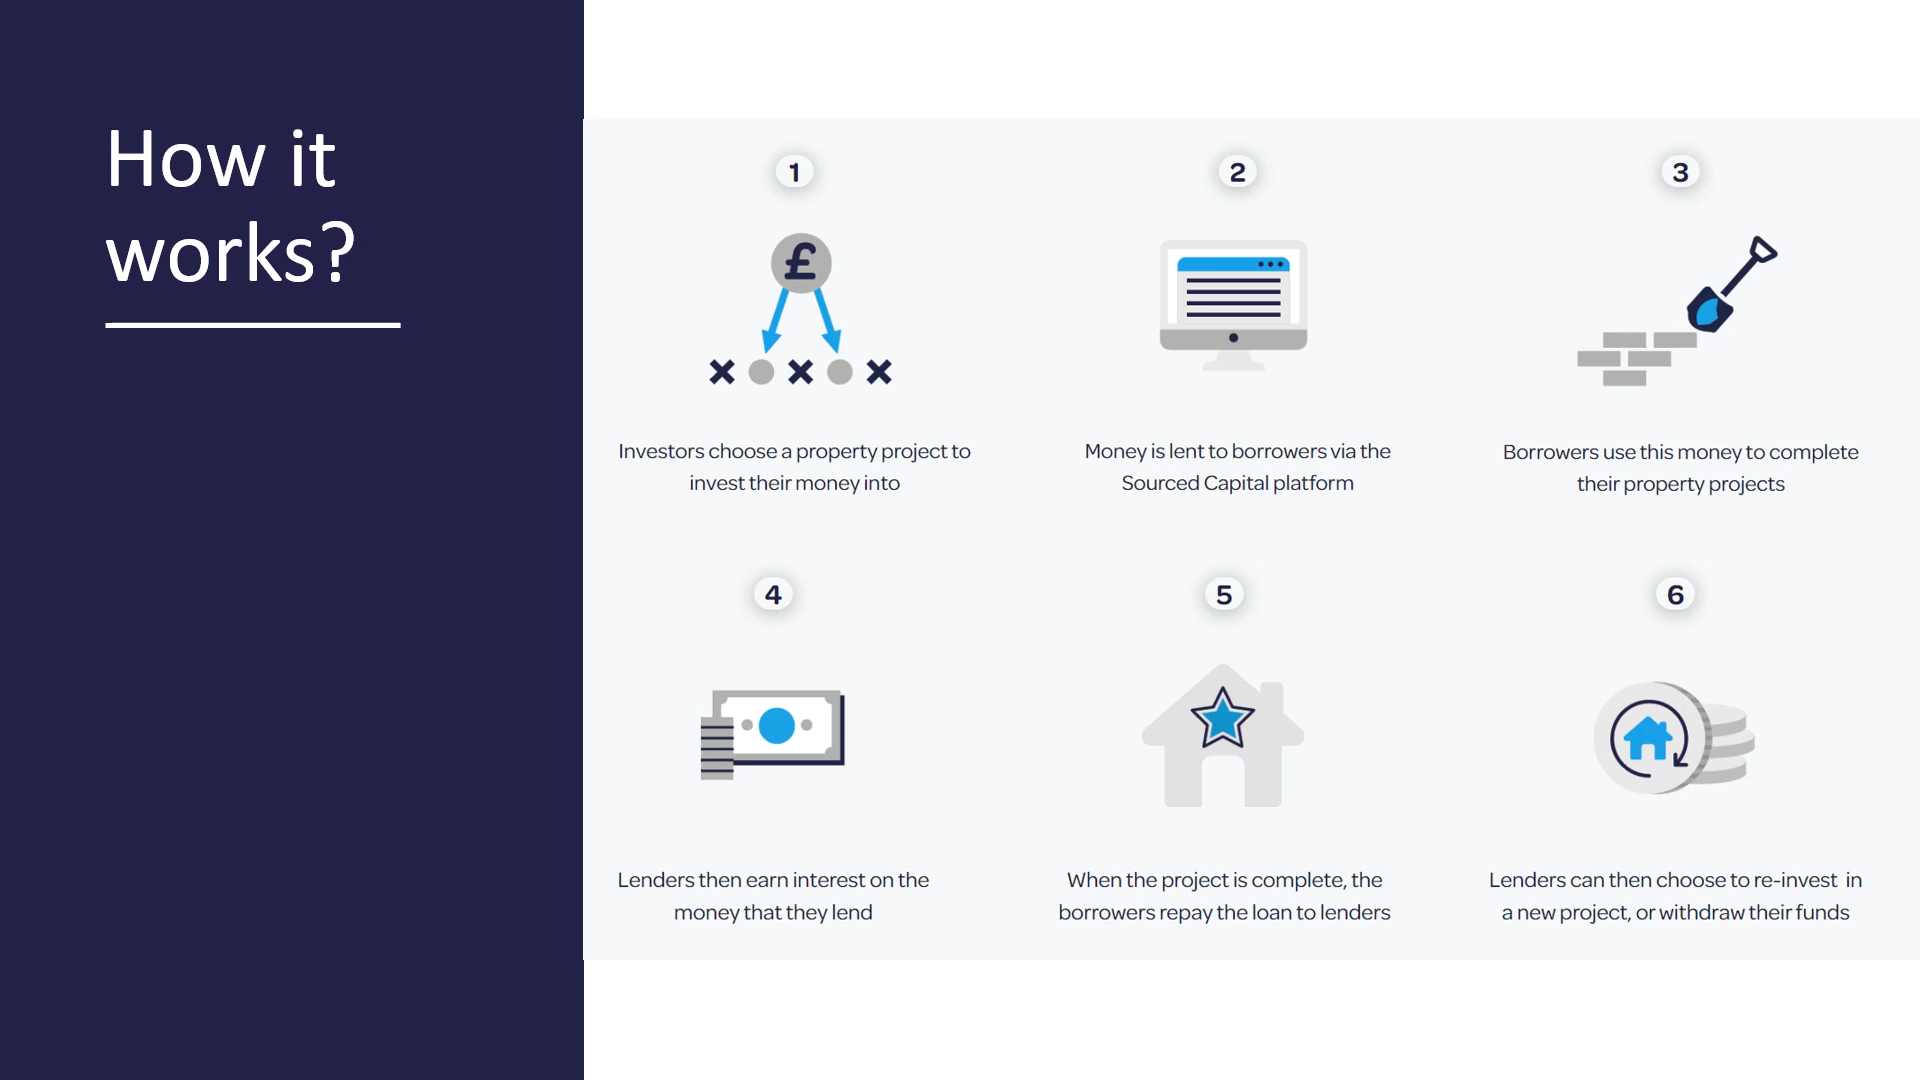 How it
works?
1
2
3
£
Investors choose a property project to
invest their money into
Money is lent to borrowers via the
Sourced Capital platform
Borrowers use this money to complete
their property projects
4
5
6
Lenders then earn interest on the
money that they lend
When the project is complete, the
borrowers repay the loan to lenders
Lenders can then choose to re-invest in
a new project, or withdraw their funds